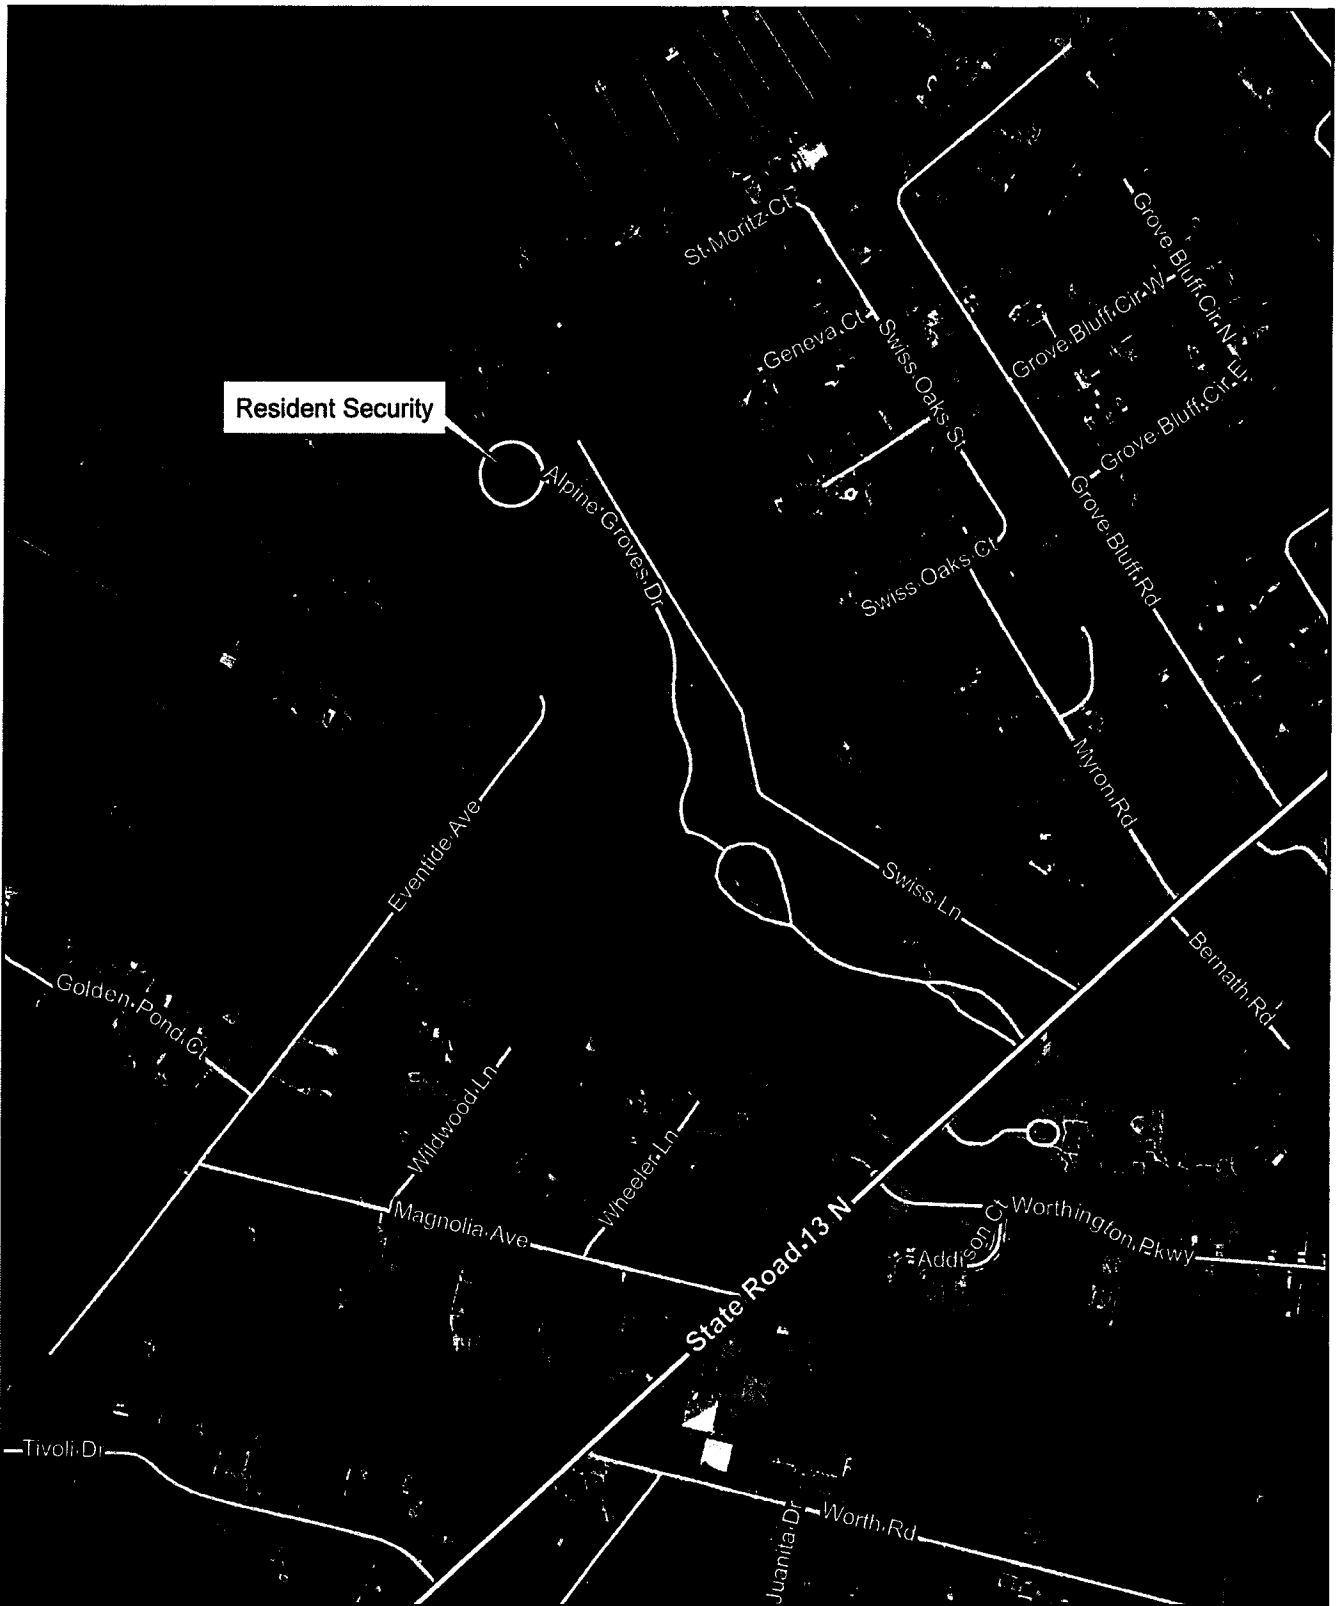 St Moritz Ct
Grove Bluff Cir N
Grove Bluff Cir W
Geneva Ct
Swiss Oaks St
Grove Bluff Cir E
Resident Security
Alpine Groves Dr
Grove Bluff Rd
Swiss Oaks Ct
Myron Rd
Eventide Ave
Swiss Ln
Bernath Rd
Golden Pond Ct
Wildwood Ln
Wheeler Ln
Magnolia Ave
State Road 13 N
Worthington Pkwy
Addison Ct
Tivoli Dr
Worth Rd
Juanita Dr